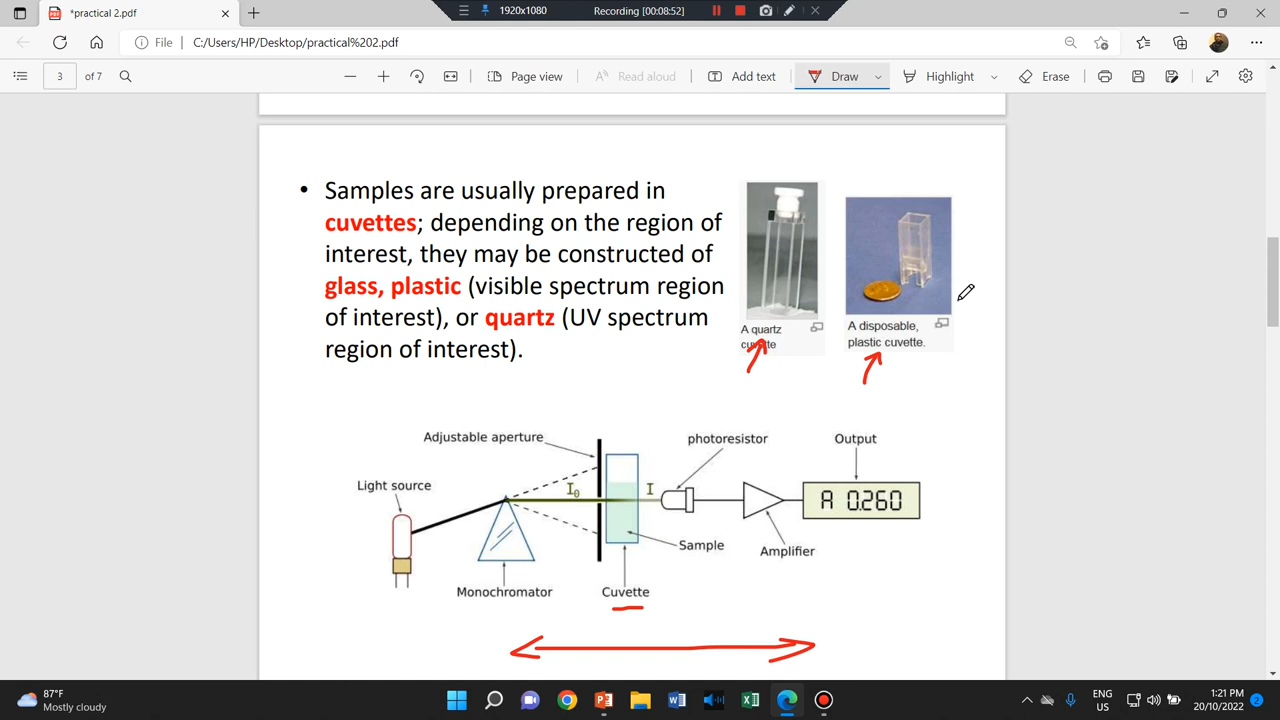 *practical 2.pdf
1920x1080
Recording [00:08:52]
File
C:/Users/HP/Desktop/practical%202.pdf
3
of 7
Page view
Read aloud
Add text
Draw
Highlight
Erase
• Samples are usually prepared in
cuvettes; depending on the region of
interest, they may be constructed of
glass, plastic (visible spectrum region
of interest), or quartz (UV spectrum
region of interest).
A quartz
cuvette
A disposable,
plastic cuvette.
Adjustable aperture
photoresistor
Output
Light source
I₀
I
A 0.260
Sample
Amplifier
Monochromator
Cuvette
87°F
Mostly cloudy
ENG
US
1:21 PM
20/10/2022
2